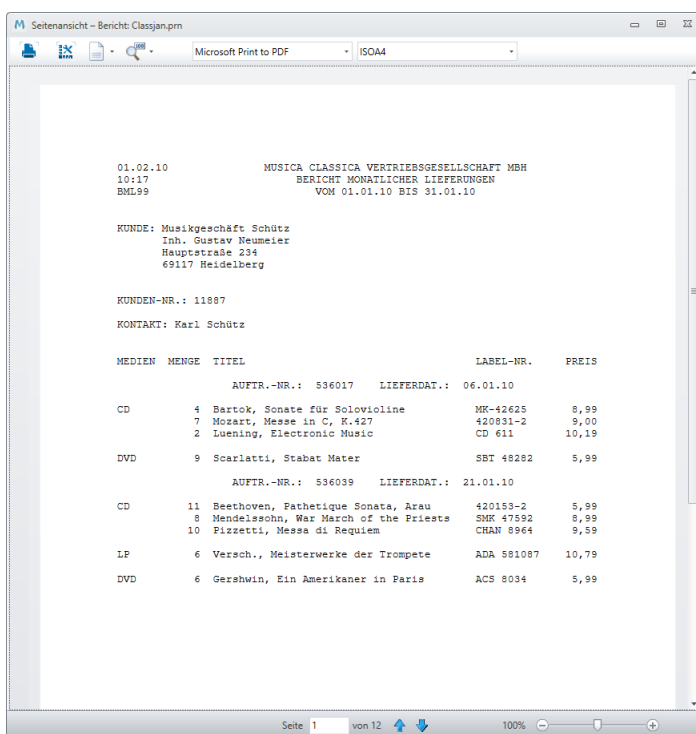 Seitenansicht – Bericht: Classjan.prn
100
Microsoft Print to PDF ISOA4
01.02.10 MUSICA CLASSICA VERTRIEBSGESELLSCHAFT MBH
10:17 BERICHT MONATLICHER LIEFERUNGEN
BML99 VOM 01.01.10 BIS 31.01.10
KUNDE: Musikgeschäft Schütz
Inh. Gustav Neumeier
Hauptstraße 234
69117 Heidelberg
KUNDEN-NR.: 11887
KONTAKT: Karl Schütz
MEDIEN MENGE TITEL LABEL-NR. PREIS
AUFTR.-NR.: 536017 LIEFERDAT.: 06.01.10
CD 4 Bartok, Sonate für Solovioline MK-42625 8,99
7 Mozart, Messe in C, K.427 420831-2 9,00
2 Luening, Electronic Music CD 611 10,19
DVD 9 Scarlatti, Stabat Mater SBT 48282 5,99
AUFTR.-NR.: 536039 LIEFERDAT.: 21.01.10
CD 11 Beethoven, Pathetique Sonata, Arau 420153-2 5,99
8 Mendelssohn, War March of the Priests SMK 47592 8,99
10 Pizzetti, Messa di Requiem CHAN 8964 9,59
LP 6 Versch., Meisterwerke der Trompete ADA 581087 10,79
DVD 6 Gershwin, Ein Amerikaner in Paris ACS 8034 5,99
Seite 1 von 12 100%